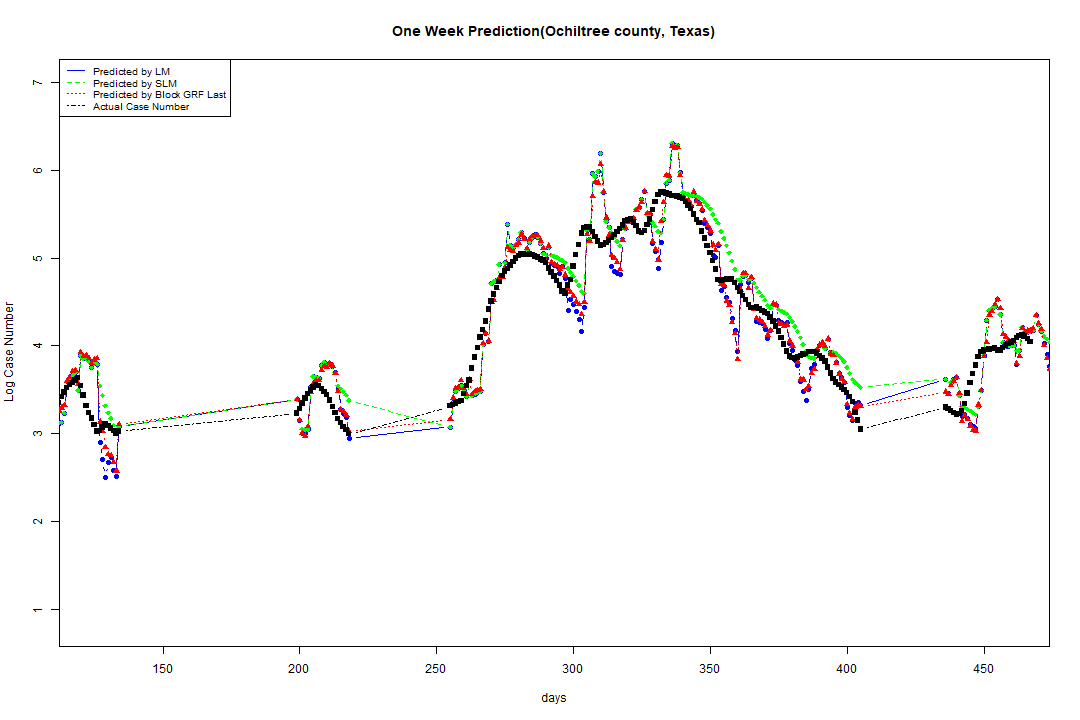 One Week Prediction(Ochiltree county, Texas)
Predicted by LM
Predicted by SLM
Predicted by Block GRF Last
Actual Case Number
Log Case Number
7
6
5
4
3
2
1
150 200 250 300 350 400 450
days